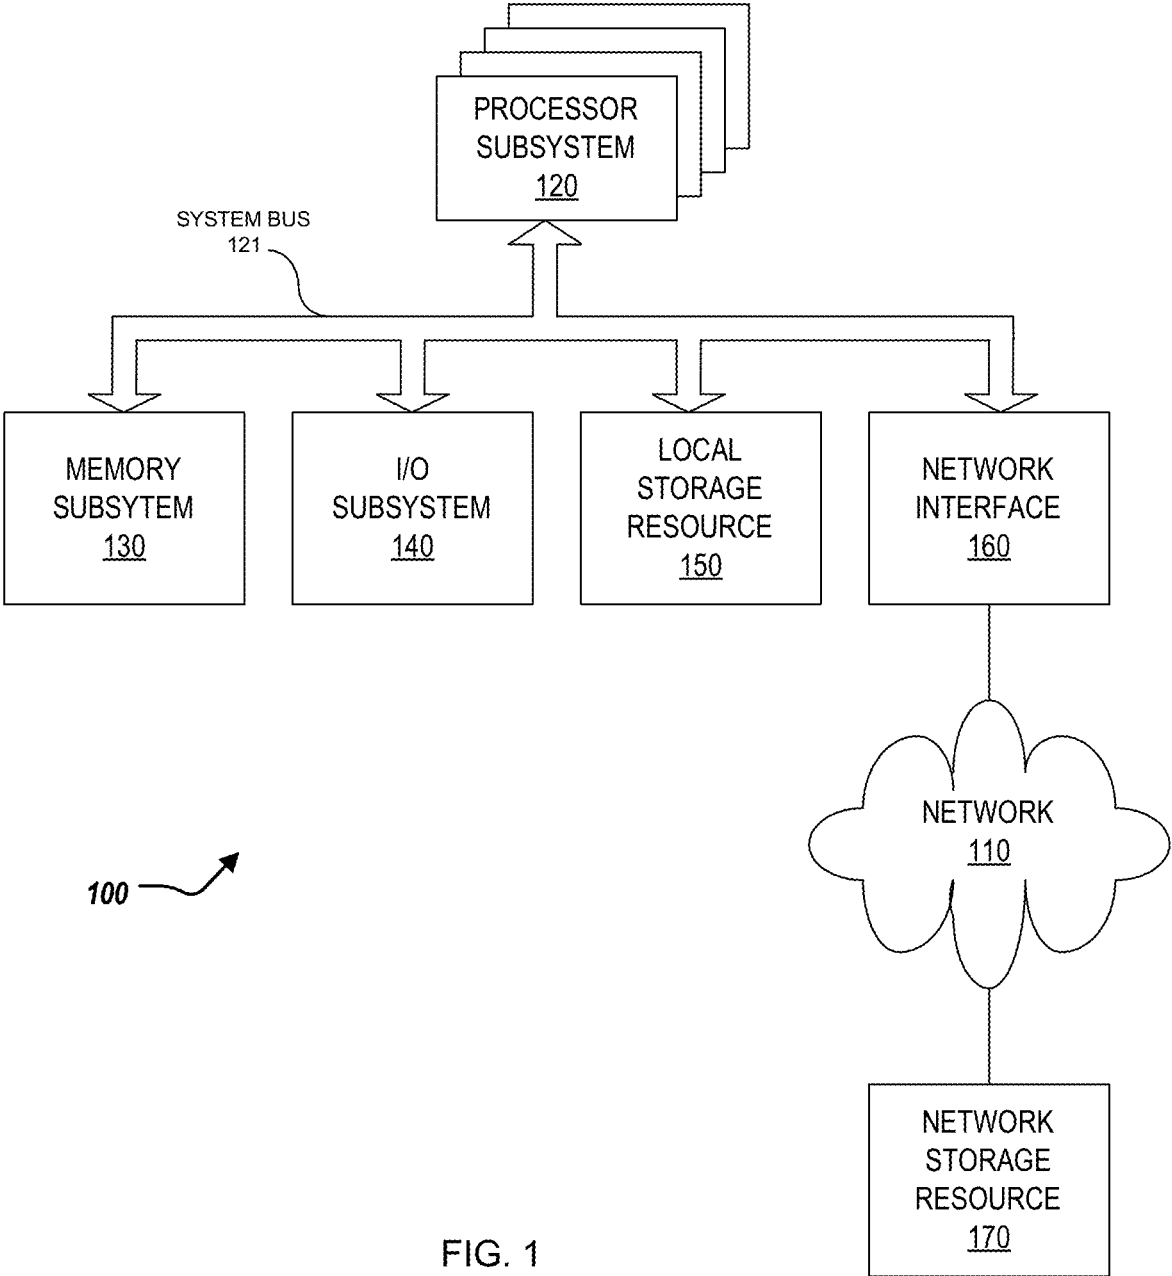 PROCESSOR
SUBSYSTEM
120
SYSTEM BUS
121
MEMORY
SUBSYTEM
130
I/O
SUBSYSTEM
140
LOCAL
STORAGE
RESOURCE
150
NETWORK
INTERFACE
160
NETWORK
110
100
NETWORK
STORAGE
RESOURCE
170
FIG. 1